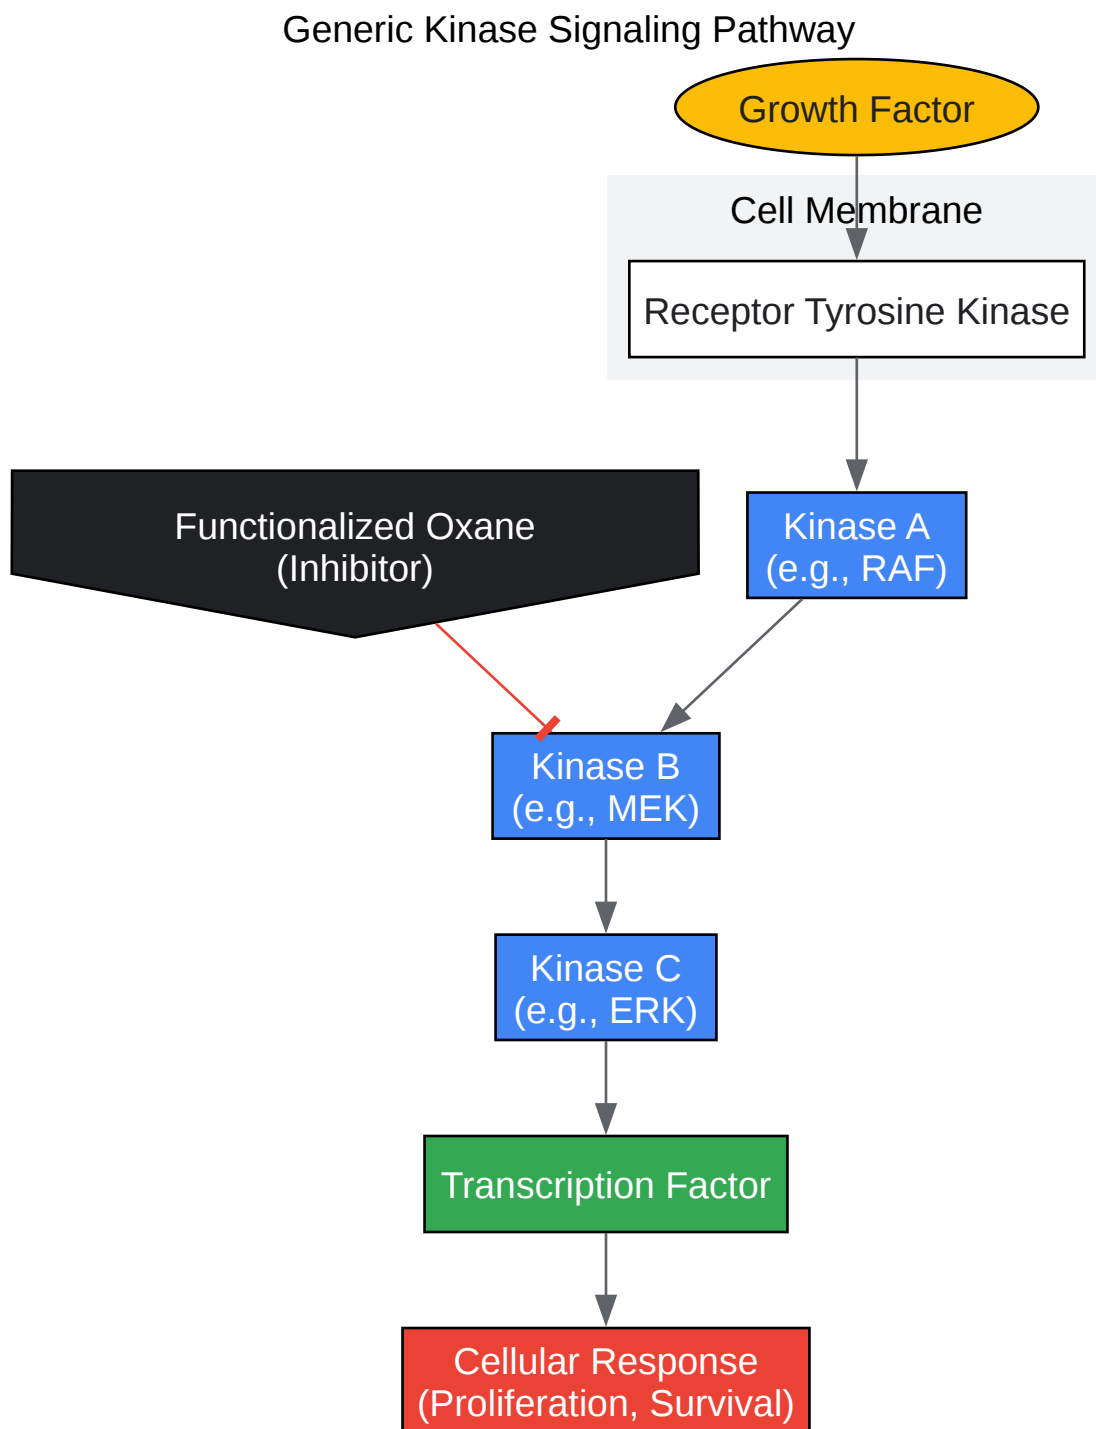 Generic Kinase Signaling Pathway
Growth Factor
Cell Membrane
Receptor Tyrosine Kinase
Functionalized Oxane
(Inhibitor)
Kinase A
(e.g., RAF)
Kinase B
(e.g., MEK)
Kinase C
(e.g., ERK)
Transcription Factor
Cellular Response
(Proliferation, Survival)